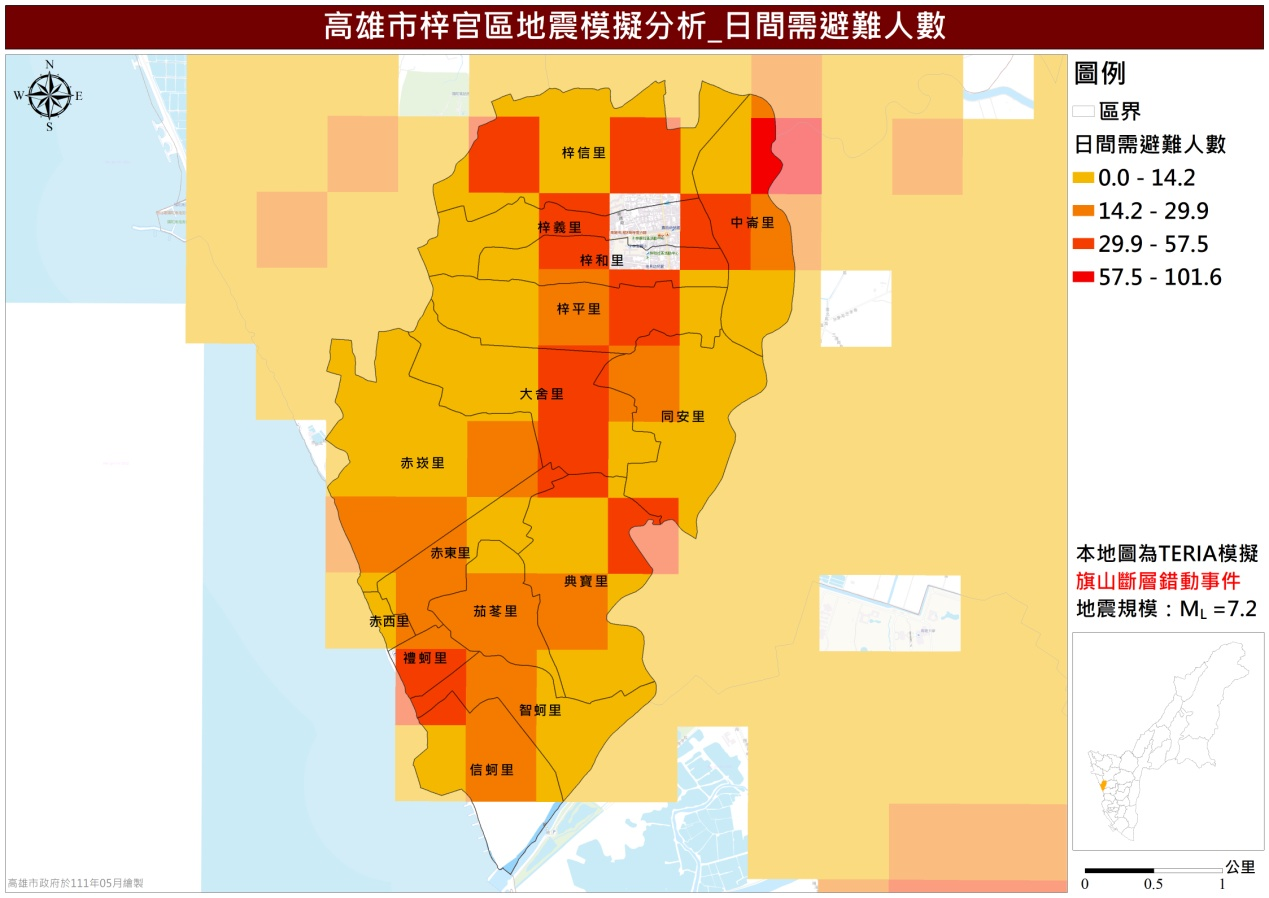 高雄市梓官區地震模擬分析_日間需避難人數
N
W
E
S
圖例
區界
日間需避難人數
0.0 - 14.2
14.2 - 29.9
29.9 - 57.5
57.5 - 101.6
梓信里
梓義里
中崙里
梓和里
梓平里
大舍里
同安里
赤崁里
赤東里
典寶里
茄苳里
赤西里
禮蚵里
智蚵里
信蚵里
本地圖為TERIA模擬
旗山斷層錯動事件
地震規模：ML =7.2
公里
0 0.5 1
高雄市政府於111年05月繪製